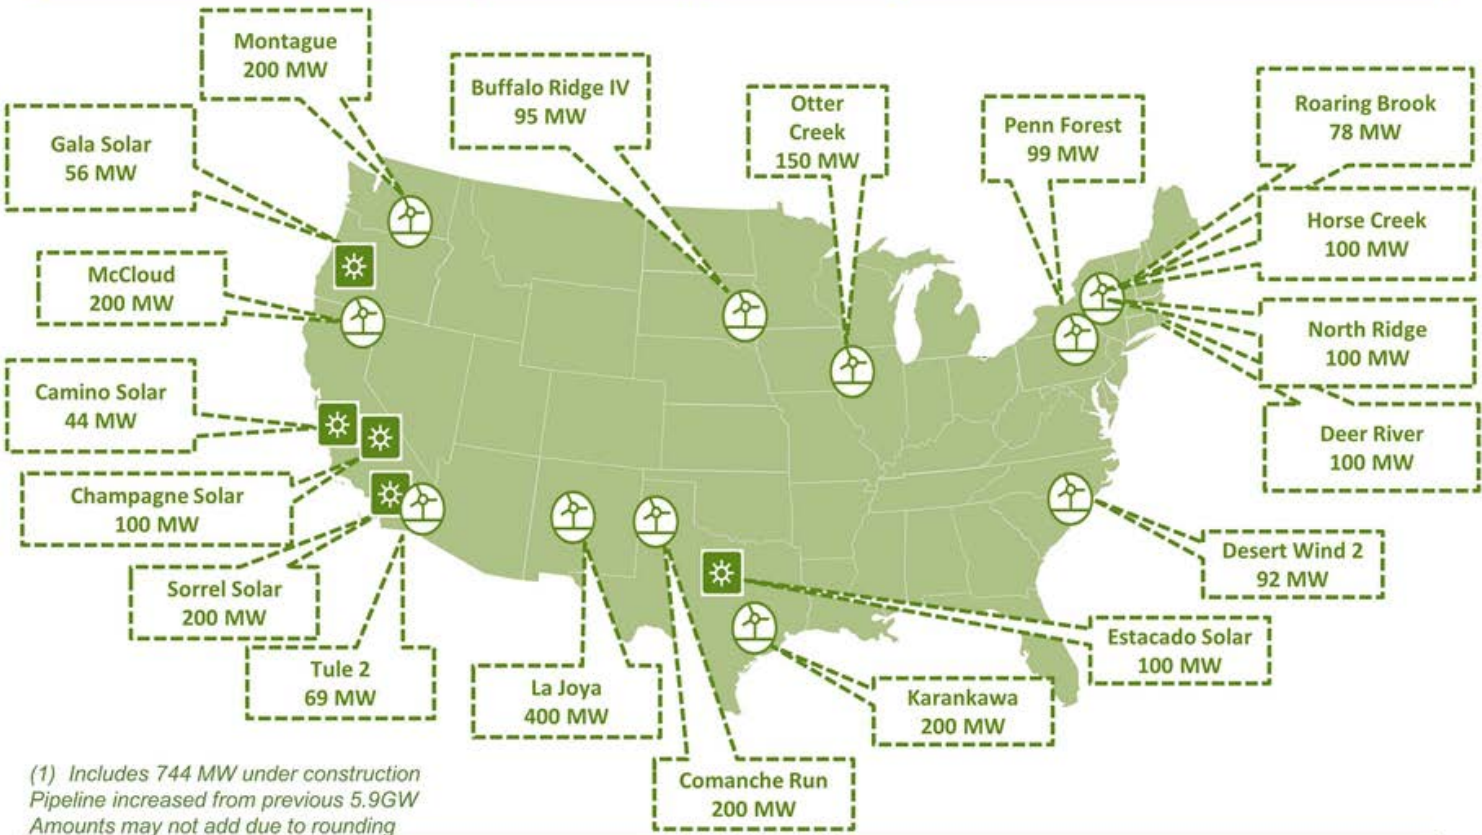 Montague
200 MW
Buffalo Ridge IV
95 MW
Otter
Creek
150 MW
Penn Forest
99 MW
Roaring Brook
78 MW
Gala Solar
56 MW
Horse Creek
100 MW
McCloud
200 MW
North Ridge
100 MW
Camino Solar
44 MW
Deer River
100 MW
Champagne Solar
100 MW
Desert Wind 2
92 MW
Sorrel Solar
200 MW
Estacado Solar
100 MW
Tule 2
69 MW
La Joya
400 MW
Karankawa
200 MW
Comanche Run
200 MW
(1) Includes 744 MW under construction
Pipeline increased from previous 5.9GW
Amounts may not add due to rounding